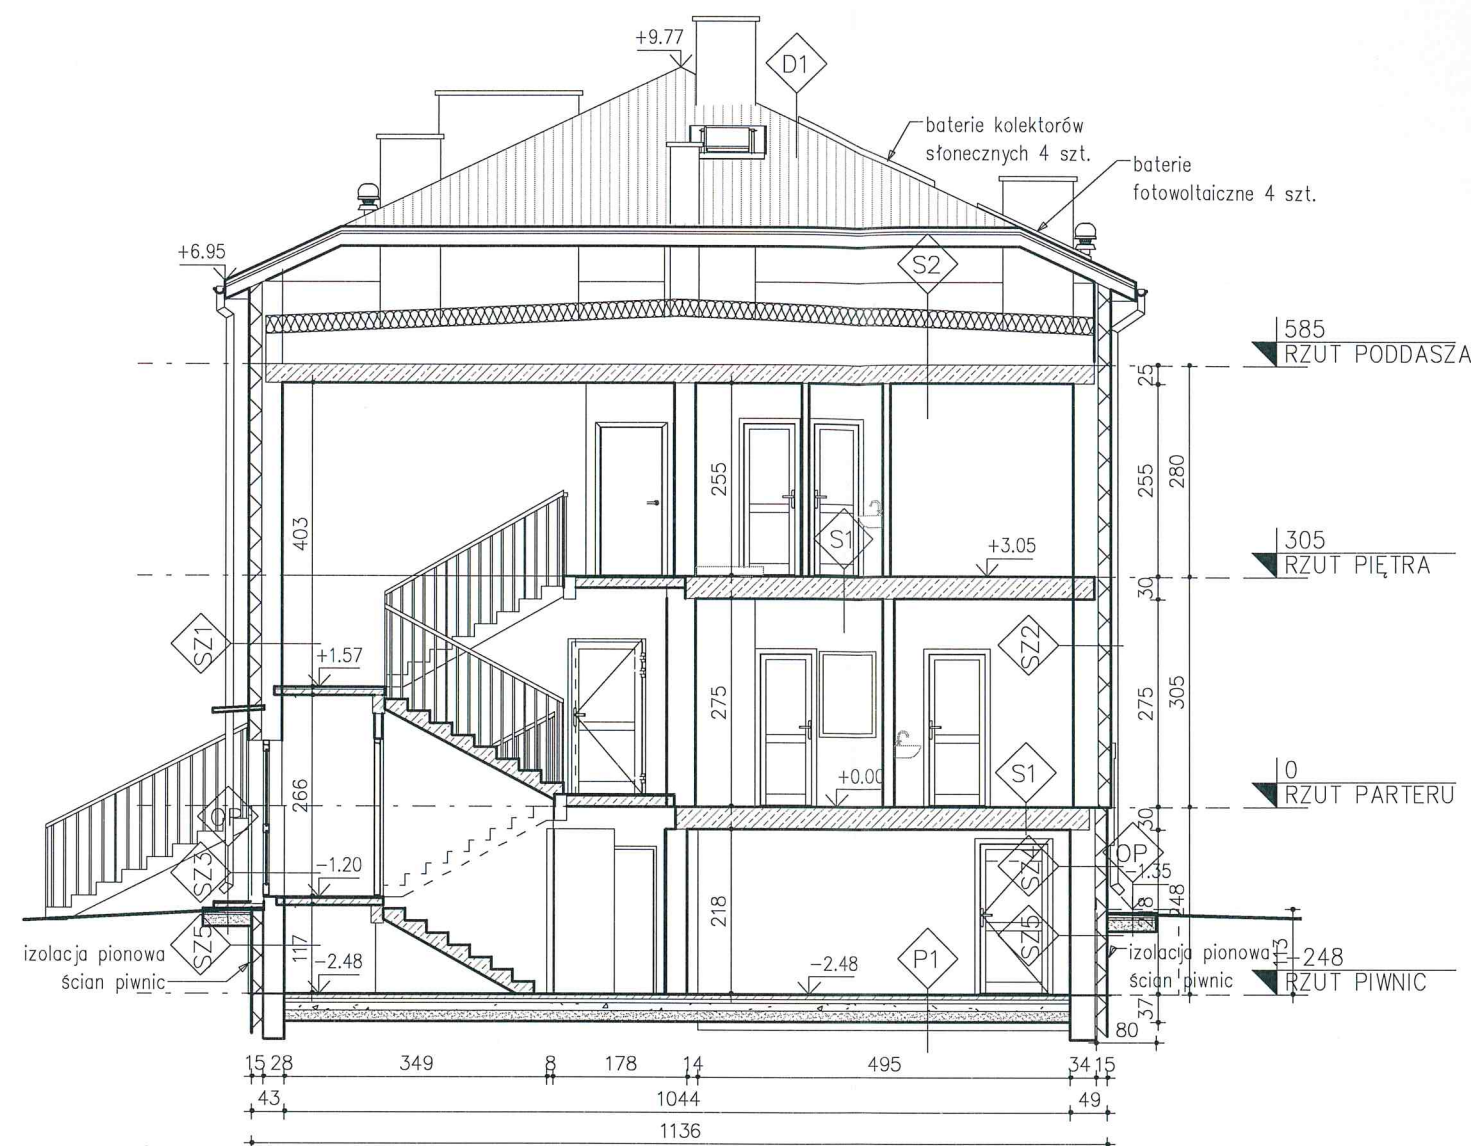 +9.77
D1
baterie kolektorów
słonecznych 4 szt.
baterie
fotowoltaiczne 4 szt.
+6.95
S2
585
RZUT PODDASZA
25
255
280
403
255
S1
+3.05
305
RZUT PIĘTRA
30
SZ1
+1.57
SZ2
275
275
305
266
+0.00
S1
0
RZUT PARTERU
30
OP
SZ3
-1.20
SZ4
OP
-1.35
218
248
218
SZ5
117
SZ5
113
izolacja pionowa
ścian piwnic
-2.48
-2.48
P1
izolacja pionowa
ścian piwnic
-248
RZUT PIWNIC
37
80
15 28 349 8 178 14 495 34 15
43 1044 49
1136